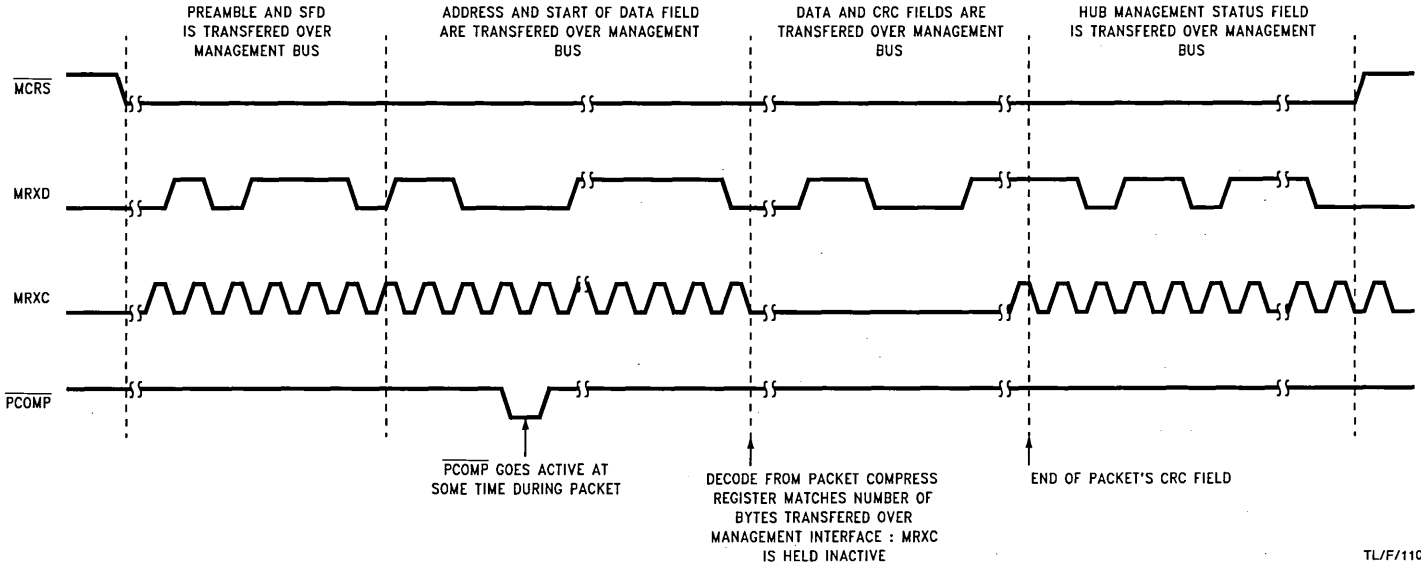 PREAMBLE AND SFD
IS TRANSFERED OVER
MANAGEMENT BUS
ADDRESS AND START OF DATA FIELD
ARE TRANSFERED OVER MANAGEMENT
BUS
DATA AND CRC FIELDS ARE
TRANSFERED OVER MANAGEMENT
BUS
HUB MANAGEMENT STATUS FIELD
IS TRANSFERED OVER MANAGEMENT
BUS
MCRS
MRXD
MRXC
PCOMP
PCOMP GOES ACTIVE AT
SOME TIME DURING PACKET
DECODE FROM PACKET COMPRESS
REGISTER MATCHES NUMBER OF
BYTES TRANSFERED OVER
MANAGEMENT INTERFACE : MRXC
IS HELD INACTIVE
END OF PACKET'S CRC FIELD
TL/F/110